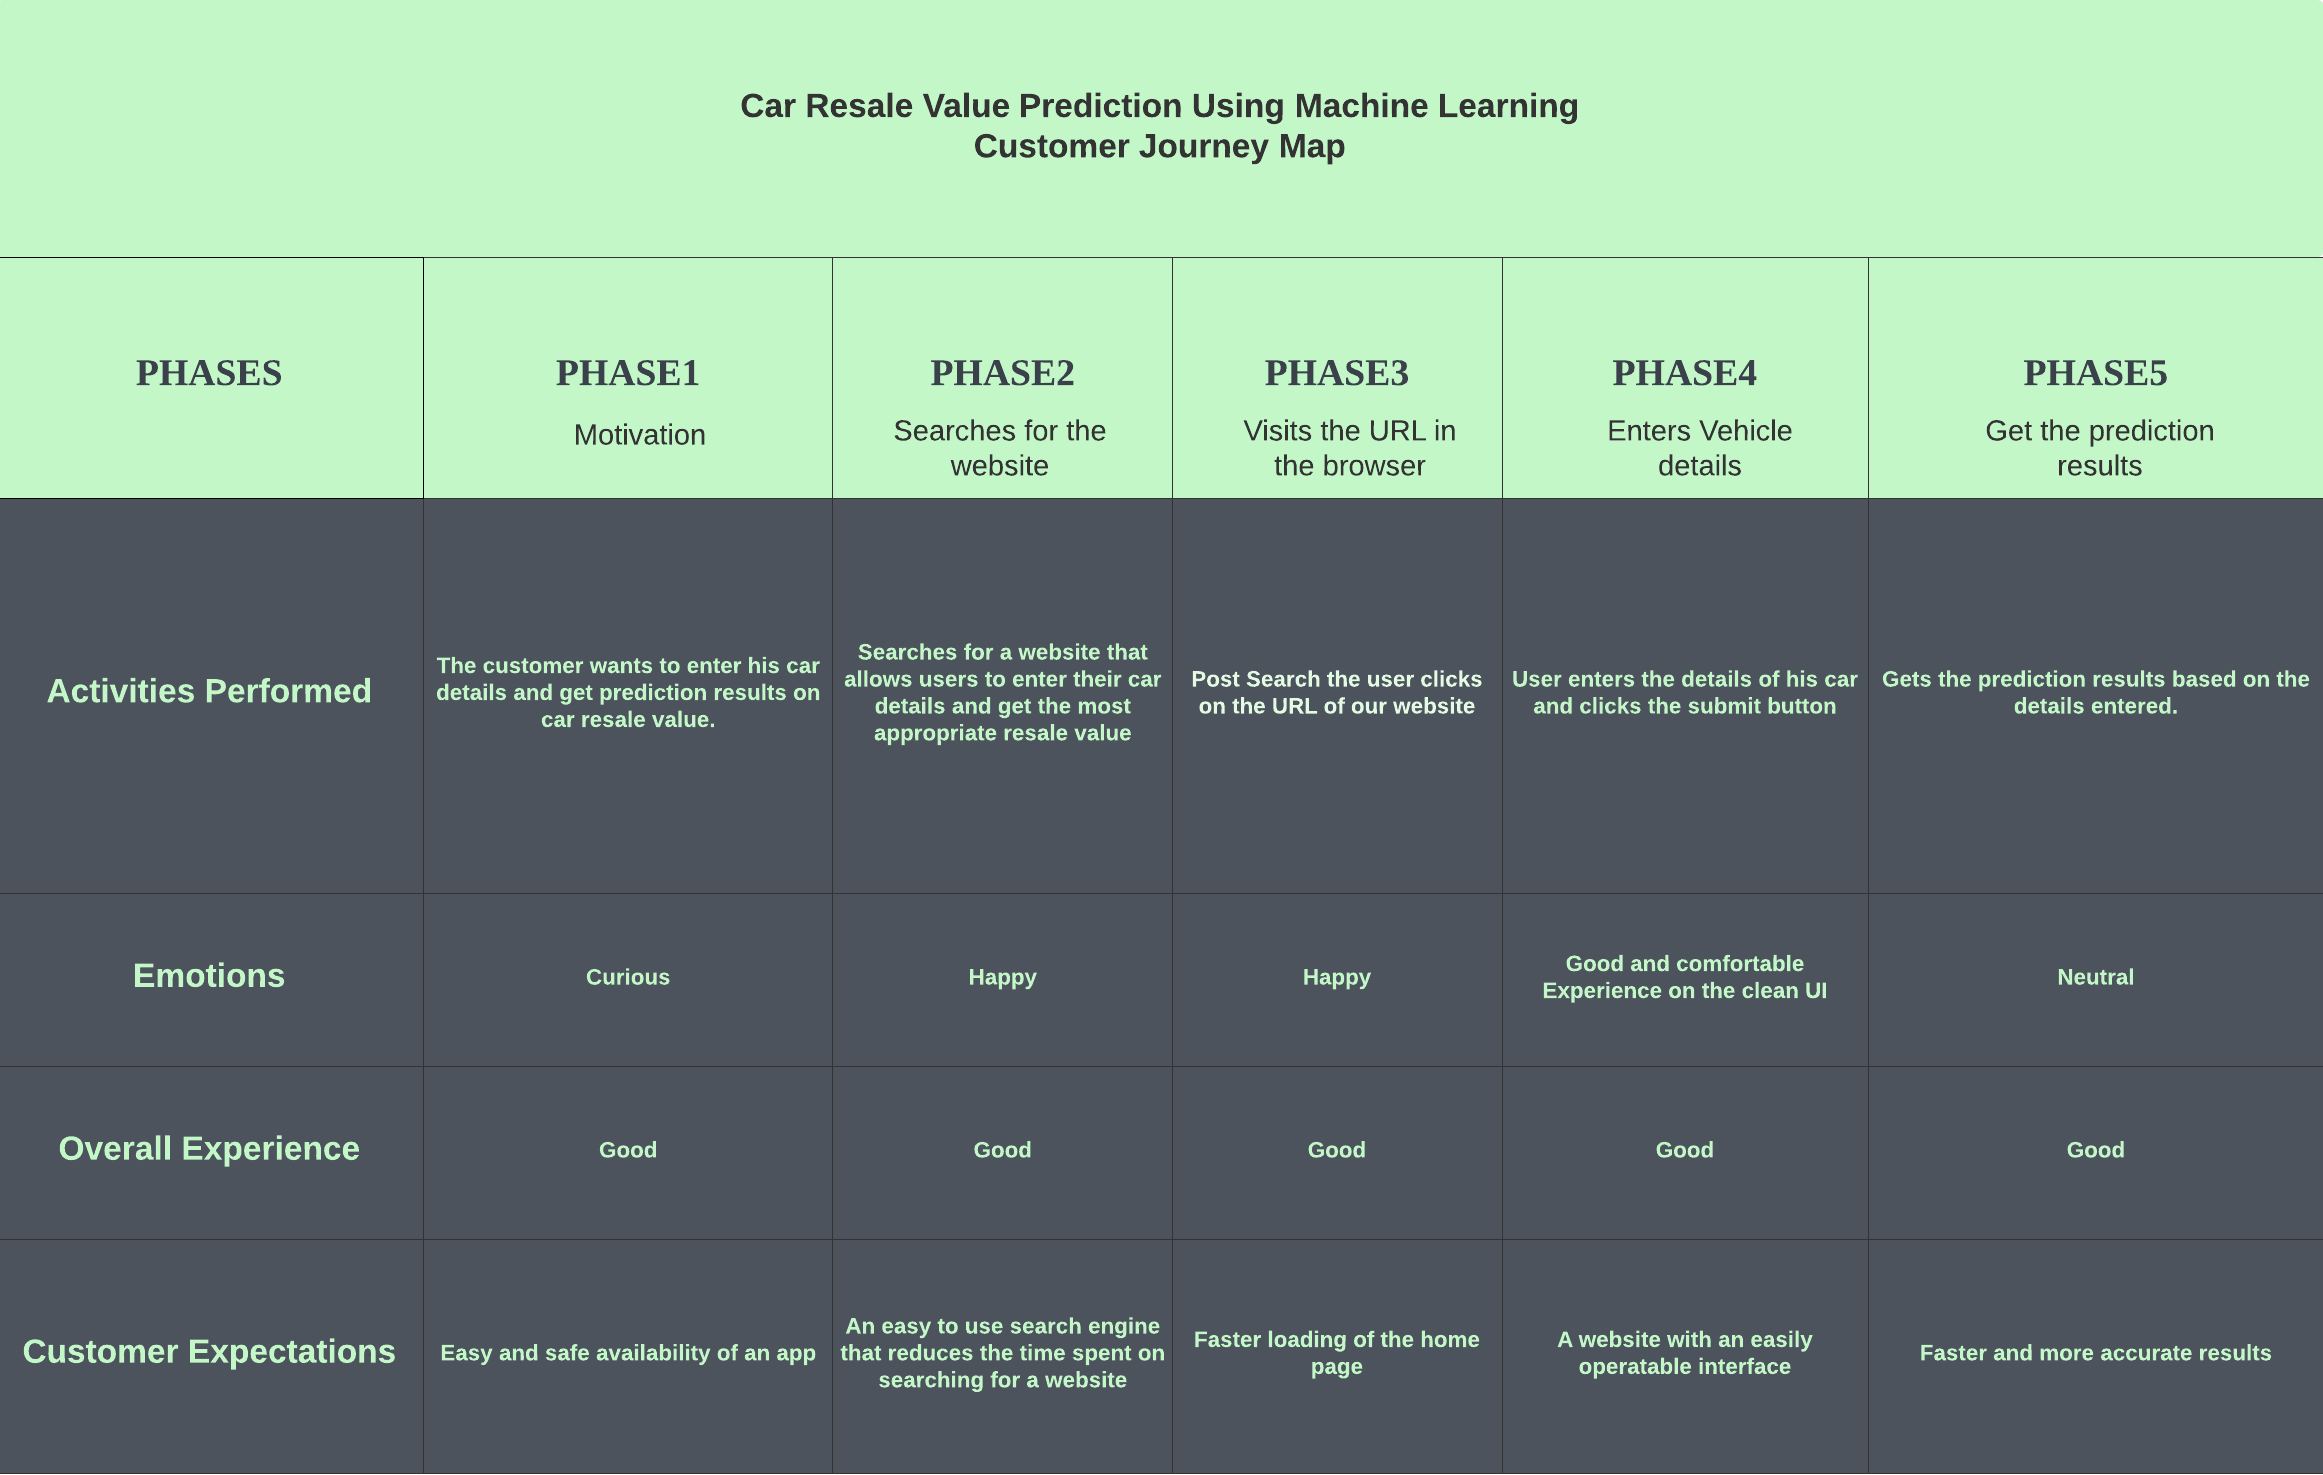 Car Resale Value Prediction Using Machine Learning
Customer Journey Map
PHASES
PHASE1
Motivation
PHASE2
Searches for the
website
PHASE3
Visits the URL in
the browser
PHASE4
Enters Vehicle
details
PHASE5
Get the prediction
results
Activities Performed
The customer wants to enter his car
details and get prediction results on
car resale value.
Searches for a website that
allows users to enter their car
details and get the most
appropriate resale value
Post Search the user clicks
on the URL of our website
User enters the details of his car
and clicks the submit button
Gets the prediction results based on the
details entered.
Emotions
Curious
Happy
Happy
Good and comfortable
Experience on the clean UI
Neutral
Overall Experience
Good
Good
Good
Good
Good
Customer Expectations
Easy and safe availability of an app
An easy to use search engine
that reduces the time spent on
searching for a website
Faster loading of the home
page
A website with an easily
operatable interface
Faster and more accurate results